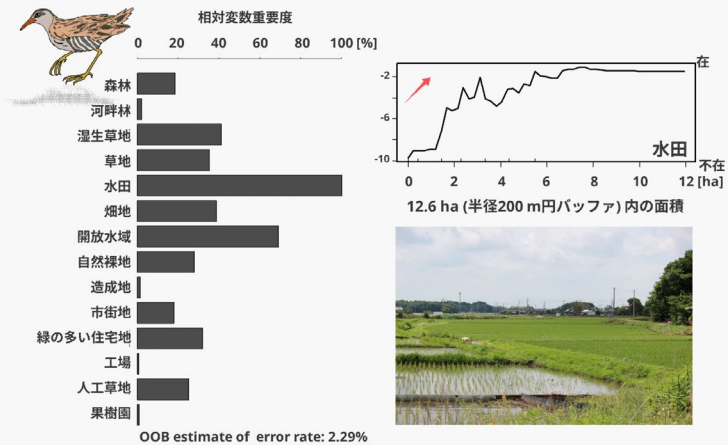 相対変数重要度
0 20 40 60 80 100 [%]
森林
河畔林
湿生草地
草地
水田
畑地
開放水域
自然裸地
造成地
市街地
緑の多い住宅地
工場
人工草地
果樹園
OOB estimate of error rate: 2.29%
在
-2
-6
-10
水田
不在
0 2 4 6 8 10 12 [ha]
12.6 ha (半径200 m円バッファ) 内の面積